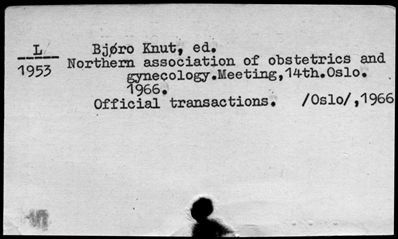 L Bjøro Knut, ed.
1953 Northern association of obstetrics and
gynecology.Meeting,14th.Oslo.
1966.
Official transactions. /Oslo/,1966